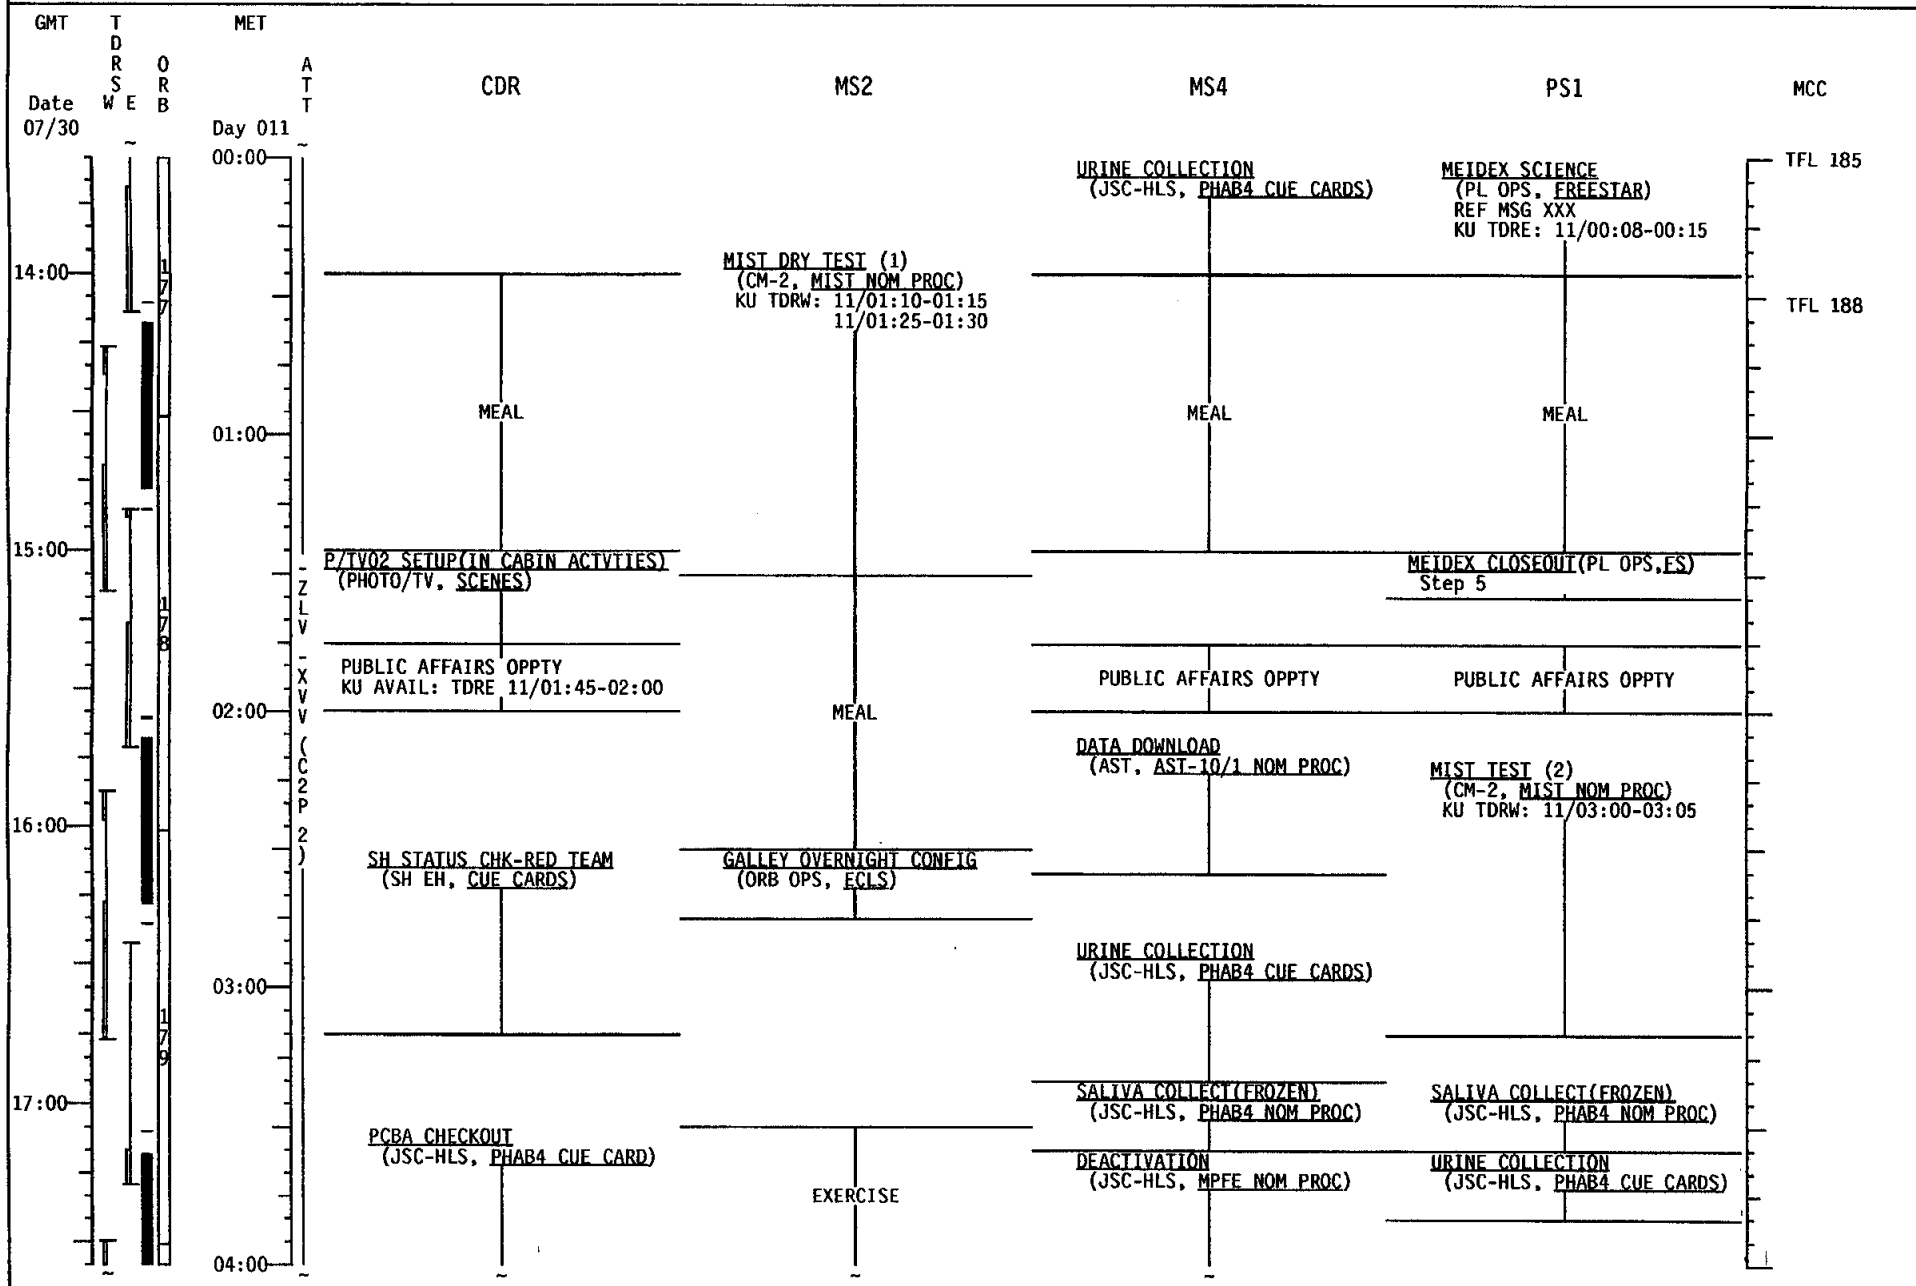 GMT
TDRS
W E
ORB
MET
ATT
CDR
MS2
MS4
PS1
MCC
Date
07/30
Day 011
00:00
14:00
01:00
15:00
02:00
16:00
03:00
17:00
04:00
177
178
179
-ZLV -XVV (C2P 2)
MEAL
P/TV02 SETUP(IN CABIN ACTVTIES)
(PHOTO/TV, SCENES)
PUBLIC AFFAIRS OPPTY
KU AVAIL: TDRE 11/01:45-02:00
SH STATUS CHK-RED TEAM
(SH EH, CUE CARDS)
PCBA CHECKOUT
(JSC-HLS, PHAB4 CUE CARD)
MIST DRY TEST (1)
(CM-2, MIST NOM PROC)
KU TDRW: 11/01:10-01:15
11/01:25-01:30
MEAL
GALLEY OVERNIGHT CONFIG
(ORB OPS, ECLS)
EXERCISE
URINE COLLECTION
(JSC-HLS, PHAB4 CUE CARDS)
MEAL
PUBLIC AFFAIRS OPPTY
DATA DOWNLOAD
(AST, AST-10/1 NOM PROC)
URINE COLLECTION
(JSC-HLS, PHAB4 CUE CARDS)
SALIVA COLLECT(FROZEN)
(JSC-HLS, PHAB4 NOM PROC)
DEACTIVATION
(JSC-HLS, MPFE NOM PROC)
MEIDEX SCIENCE
(PL OPS, FREESTAR)
REF MSG XXX
KU TDRE: 11/00:08-00:15
MEAL
MEIDEX CLOSEOUT(PL OPS,FS)
Step 5
PUBLIC AFFAIRS OPPTY
MIST TEST (2)
(CM-2, MIST NOM PROC)
KU TDRW: 11/03:00-03:05
SALIVA COLLECT(FROZEN)
(JSC-HLS, PHAB4 NOM PROC)
URINE COLLECTION
(JSC-HLS, PHAB4 CUE CARDS)
TFL 185
TFL 188